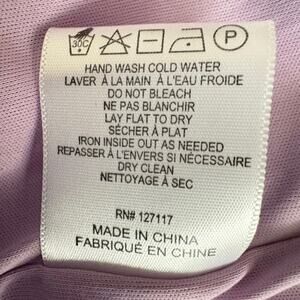 30C P
HAND WASH COLD WATER
LAVER À LA MAIN À L'EAU FROIDE
DO NOT BLEACH
NE PAS BLANCHIR
LAY FLAT TO DRY
SÉCHER À PLAT
IRON INSIDE OUT AS NEEDED
REPASSER À L'ENVERS SI NÉCESSAIRE
DRY CLEAN
NETTOYAGE À SEC
RN# 127117
MADE IN CHINA
FABRIQUÉ EN CHINE